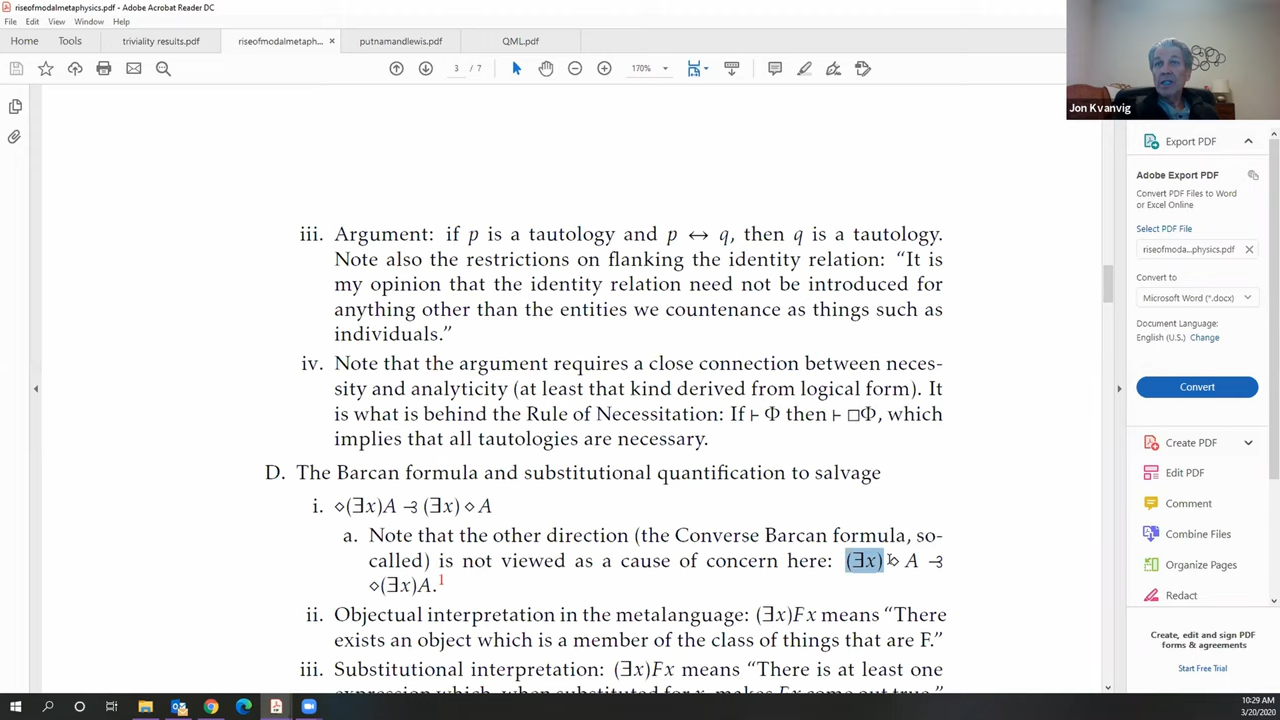 riseofmodalmetaphysics.pdf - Adobe Acrobat Reader DC
File Edit View Window Help
Home Tools triviality results.pdf riseofmodalmetaph... × putnamandlewis.pdf QML.pdf
3 / 7 170%
Jon Kvanvig
iii. Argument: if p is a tautology and p ↔ q, then q is a tautology.
Note also the restrictions on flanking the identity relation: “It is
my opinion that the identity relation need not be introduced for
anything other than the entities we countenance as things such as
individuals.”
iv. Note that the argument requires a close connection between neces-
sity and analyticity (at least that kind derived from logical form). It
is what is behind the Rule of Necessitation: If ⊢ Φ then ⊢ □Φ, which
implies that all tautologies are necessary.
D. The Barcan formula and substitutional quantification to salvage
i. ⋄(∃x)A ⥽ (∃x) ⋄ A
a. Note that the other direction (the Converse Barcan formula, so-
called) is not viewed as a cause of concern here: (∃x) ⋄ A ⥽
⋄(∃x)A.1
ii. Objectual interpretation in the metalanguage: (∃x)Fx means “There
exists an object which is a member of the class of things that are F.”
iii. Substitutional interpretation: (∃x)Fx means “There is at least one
expression which, when substituted for x, makes Fx come out true.”
Export PDF
Adobe Export PDF
Convert PDF Files to Word
or Excel Online
Select PDF File
riseofmoda...physics.pdf ×
Convert to
Microsoft Word (*.docx)
Document Language:
English (U.S.) Change
Convert
Create PDF
Edit PDF
Comment
Combine Files
Organize Pages
Redact
Create, edit and sign PDF
forms & agreements
Start Free Trial
10:29 AM
3/20/2020